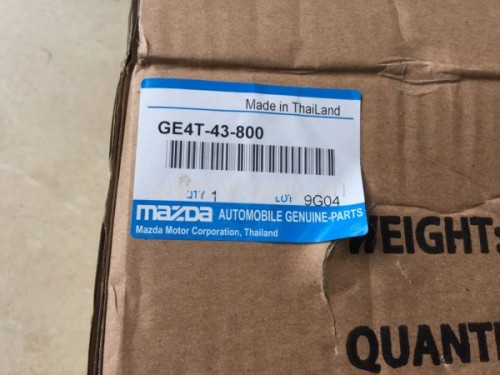 Made in ThaiLand
GE4T-43-800
QTY 1 LOT 9G04
mazda AUTOMOBILE GENUINE-PARTS
Mazda Motor Corporation, Thailand
WEIGHT:
QUANTI